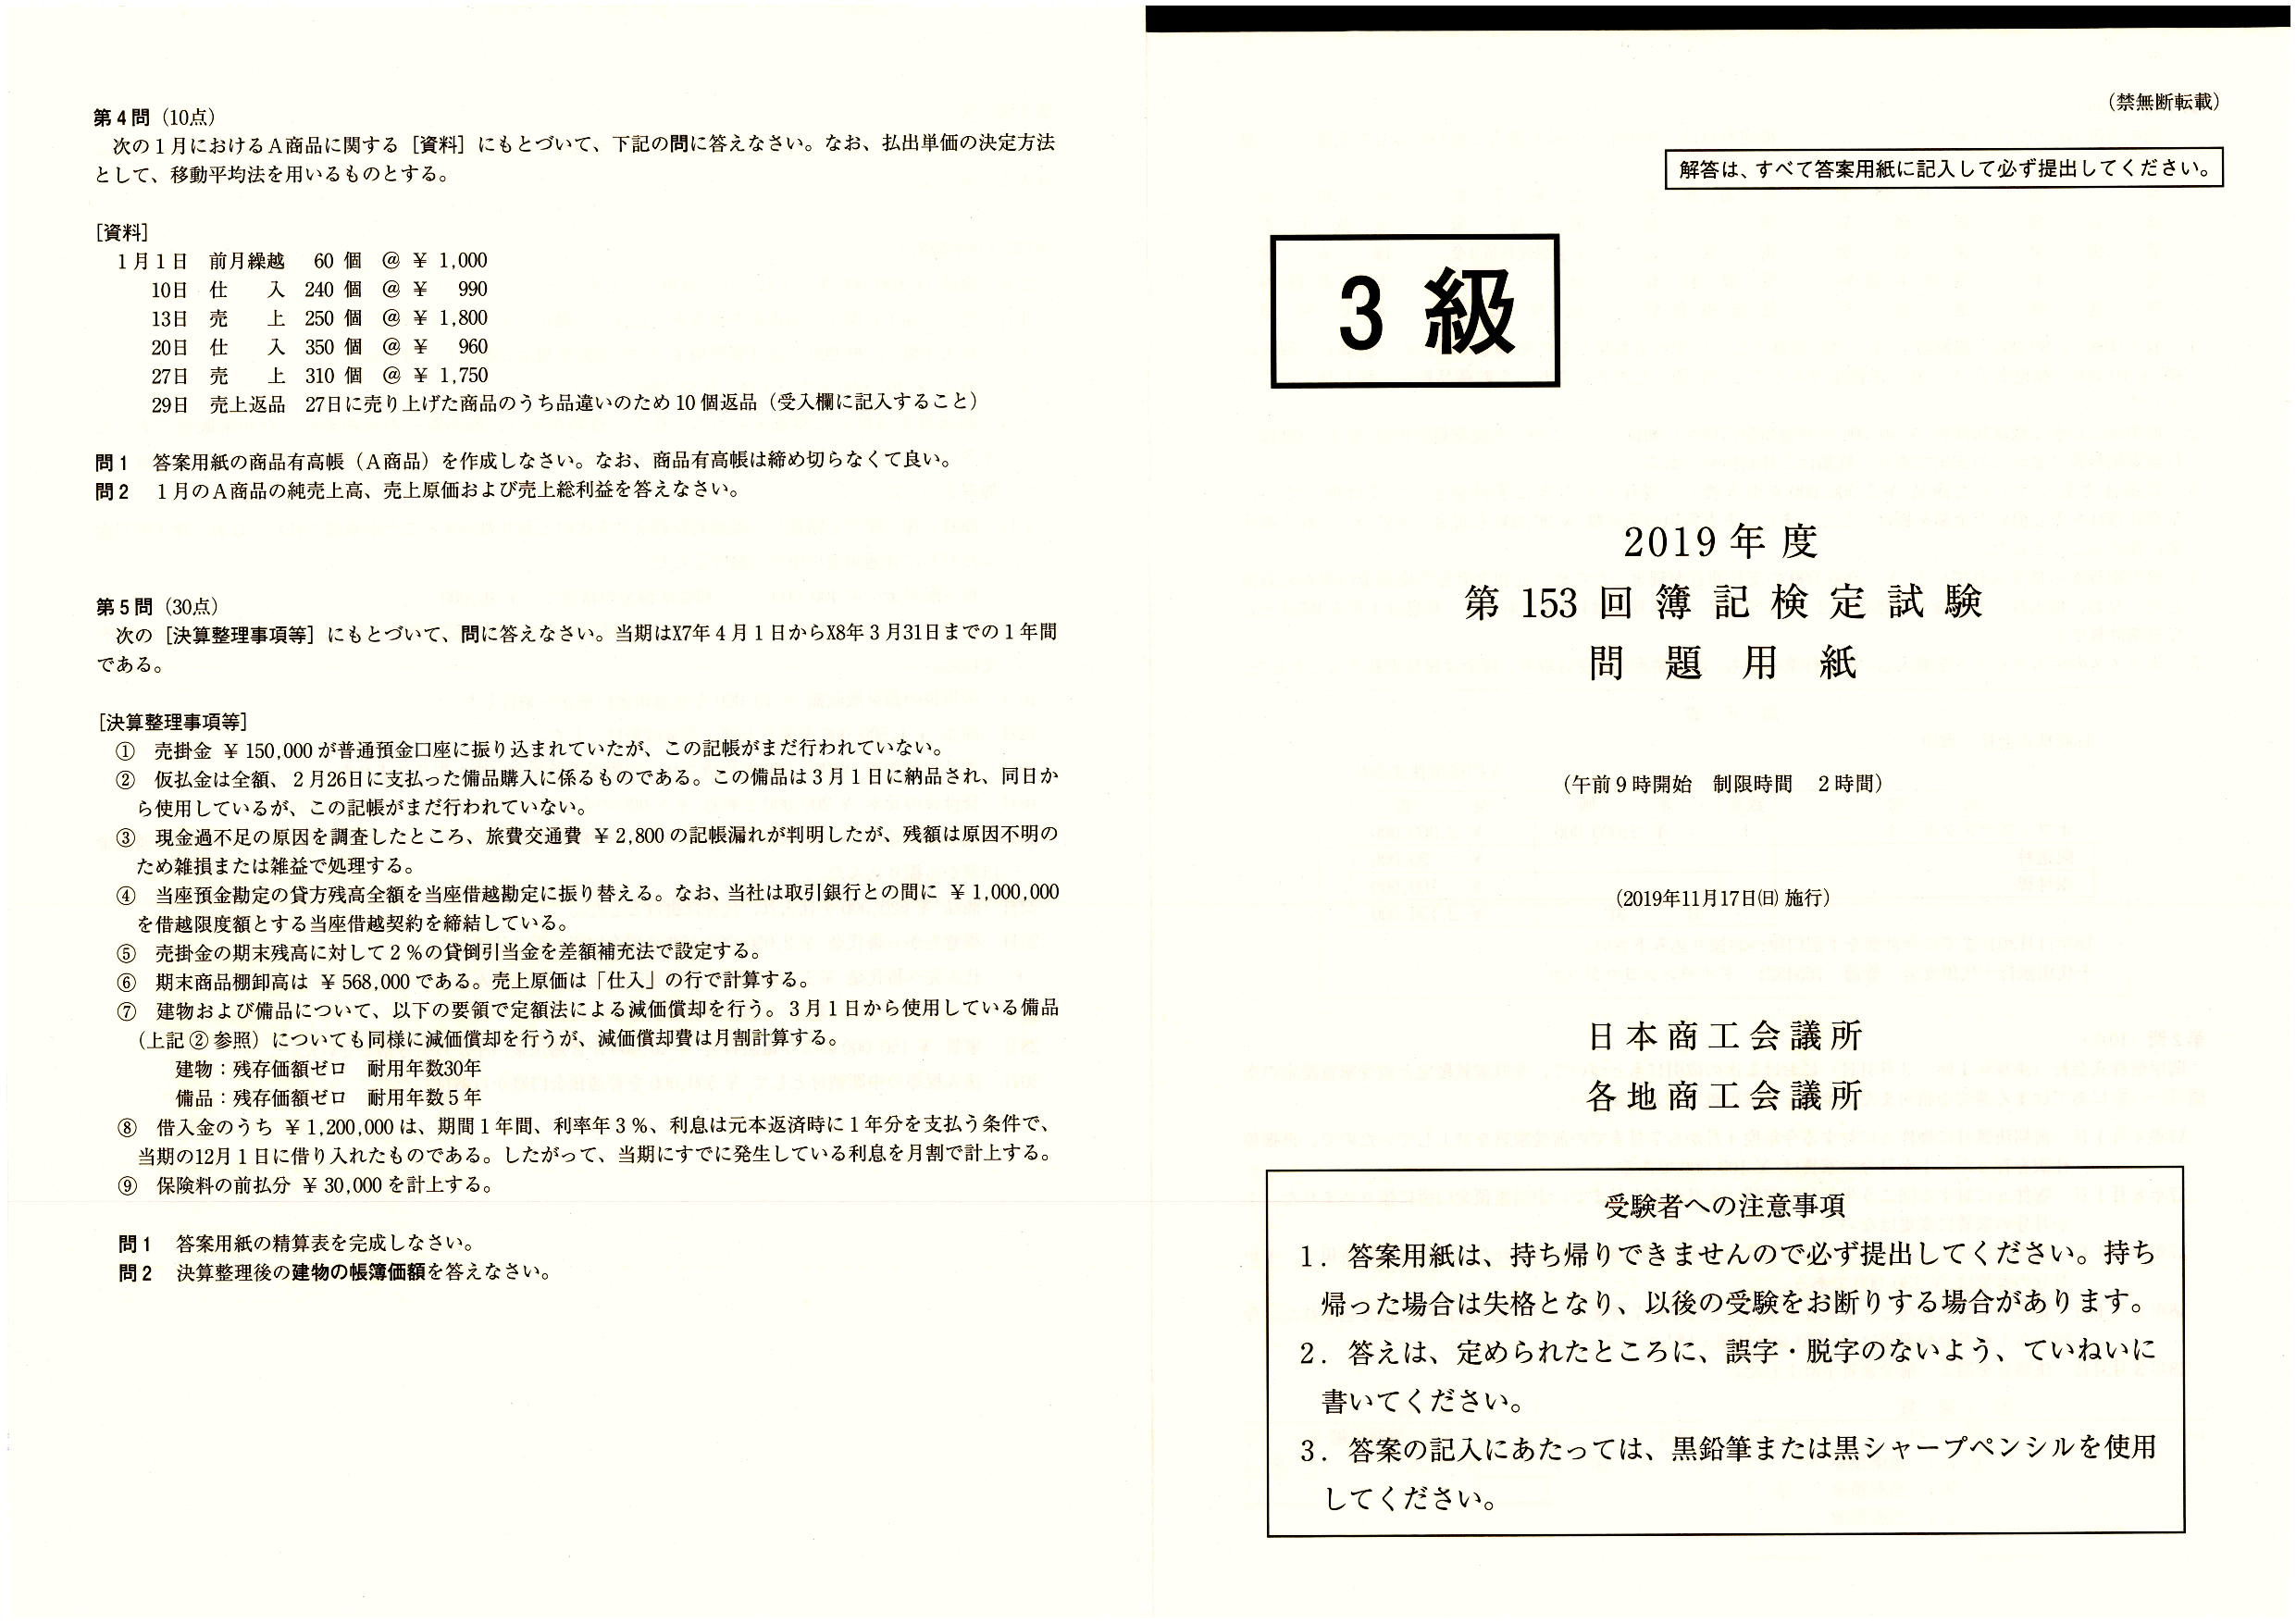 第4問（10点）
次の1月におけるA商品に関する［資料］にもとづいて、下記の問に答えなさい。なお、払出単価の決定方法
として、移動平均法を用いるものとする。
［資料］
1月1日 前月繰越 60 個 @ ¥ 1,000
10日 仕 入 240 個 @ ¥ 990
13日 売 上 250 個 @ ¥ 1,800
20日 仕 入 350 個 @ ¥ 960
27日 売 上 310 個 @ ¥ 1,750
29日 売上返品 27日に売り上げた商品のうち品違いのため10個返品（受入欄に記入すること）
問1 答案用紙の商品有高帳（A商品）を作成しなさい。なお、商品有高帳は締め切らなくて良い。
問2 1月のA商品の純売上高、売上原価および売上総利益を答えなさい。
第5問（30点）
次の［決算整理事項等］にもとづいて、問に答えなさい。当期はX7年4月1日からX8年3月31日までの1年間
である。
［決算整理事項等］
① 売掛金 ¥ 150,000 が普通預金口座に振り込まれていたが、この記帳がまだ行われていない。
② 仮払金は全額、2月26日に支払った備品購入に係るものである。この備品は3月1日に納品され、同日か
ら使用しているが、この記帳がまだ行われていない。
③ 現金過不足の原因を調査したところ、旅費交通費 ¥ 2,800 の記帳漏れが判明したが、残額は原因不明の
ため雑損または雑益で処理する。
④ 当座預金勘定の貸方残高全額を当座借越勘定に振り替える。なお、当社は取引銀行との間に ¥ 1,000,000
を借越限度額とする当座借越契約を締結している。
⑤ 売掛金の期末残高に対して2％の貸倒引当金を差額補充法で設定する。
⑥ 期末商品棚卸高は ¥ 568,000 である。売上原価は「仕入」の行で計算する。
⑦ 建物および備品について、以下の要領で定額法による減価償却を行う。3月1日から使用している備品
（上記②参照）についても同様に減価償却を行うが、減価償却費は月割計算する。
建物：残存価額ゼロ 耐用年数30年
備品：残存価額ゼロ 耐用年数5年
⑧ 借入金のうち ¥ 1,200,000 は、期間1年間、利率年3％、利息は元本返済時に1年分を支払う条件で、
当期の12月1日に借り入れたものである。したがって、当期にすでに発生している利息を月割で計上する。
⑨ 保険料の前払分 ¥ 30,000 を計上する。
問1 答案用紙の精算表を完成しなさい。
問2 決算整理後の建物の帳簿価額を答えなさい。
（禁無断転載）
解答は、すべて答案用紙に記入して必ず提出してください。
3 級
2019 年 度
第 153 回 簿 記 検 定 試 験
問 題 用 紙
（午前9時開始 制限時間 2時間）
（2019年11月17日(日) 施行）
日 本 商 工 会 議 所
各 地 商 工 会 議 所
受験者への注意事項
1．答案用紙は、持ち帰りできませんので必ず提出してください。持ち
帰った場合は失格となり、以後の受験をお断りする場合があります。
2．答えは、定められたところに、誤字・脱字のないよう、ていねいに
書いてください。
3．答案の記入にあたっては、黒鉛筆または黒シャープペンシルを使用
してください。